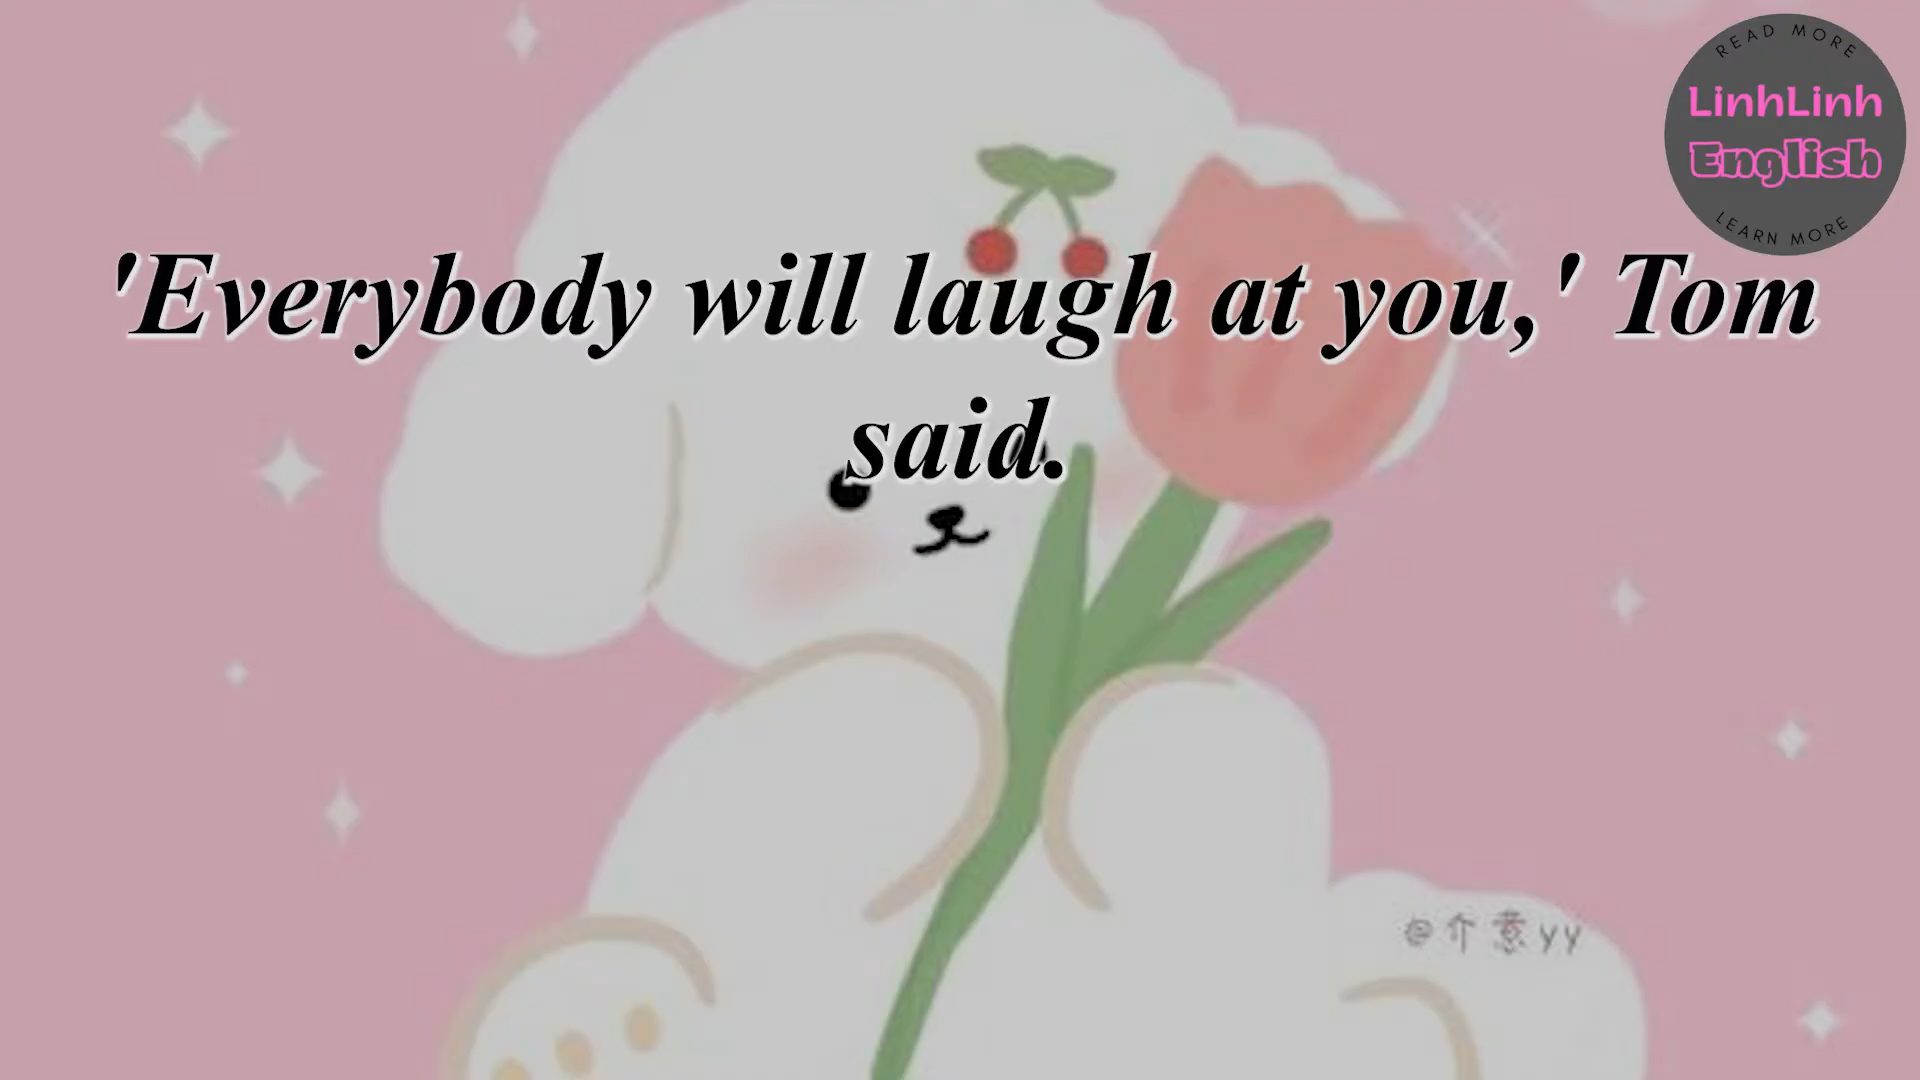 READ MORE
LinhLinh
English
LEARN MORE
'Everybody will laugh at you,' Tom
said.
@介意yy